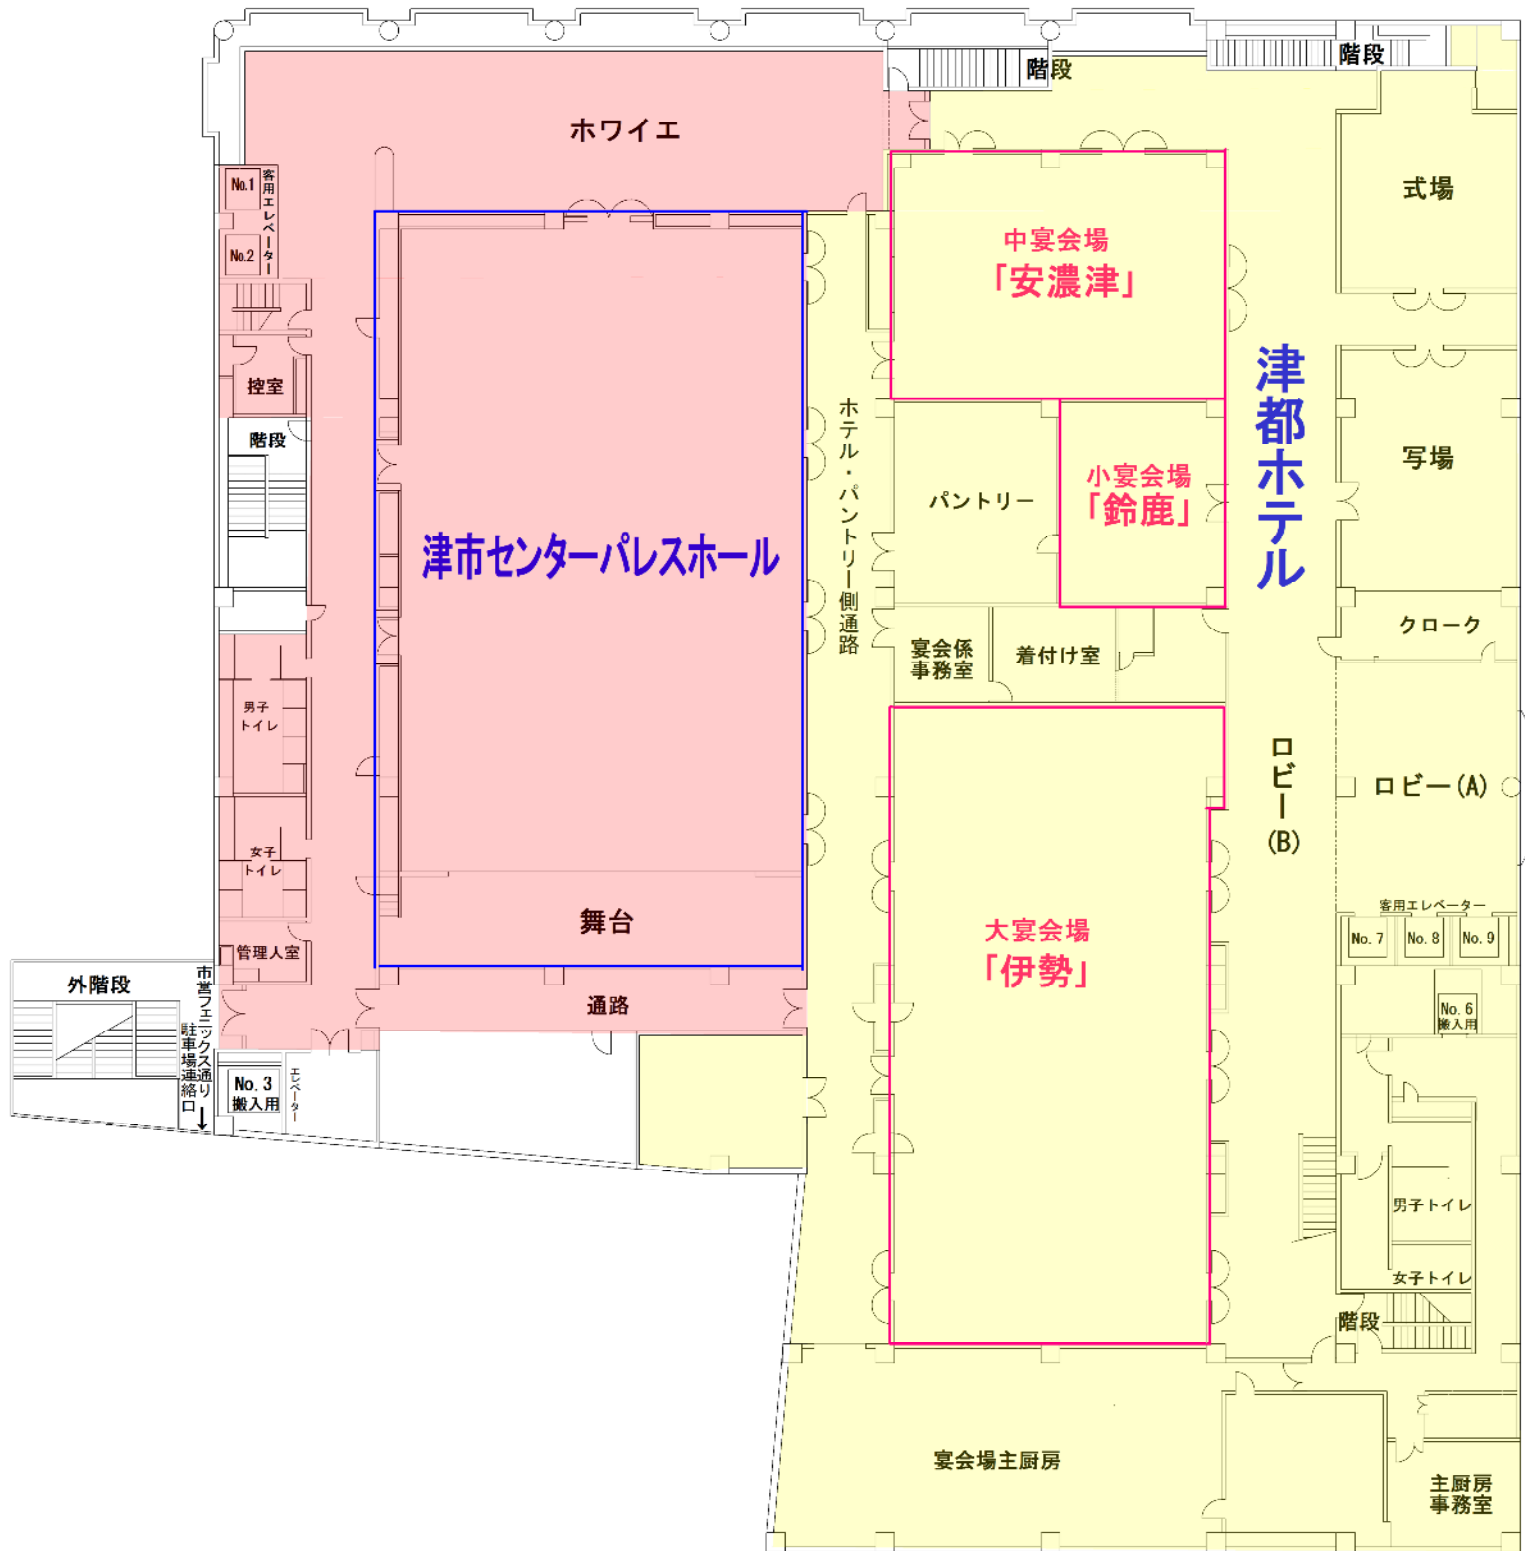 階段
階段
ホワイエ
No.1
No.2
客用エレベーター
式場
中宴会場
「安濃津」
控室
階段
津都ホテル
ホテル・パントリー側通路
写場
パントリー
小宴会場
「鈴鹿」
津市センターパレスホール
クローク
宴会係
事務室
着付け室
男子
トイレ
ロビー(B)
ロビー(A)
女子
トイレ
舞台
客用エレベーター
No.7
No.8
No.9
管理人室
大宴会場
「伊勢」
外階段
市営フェニックス通り
駐車場連絡口
通路
No.6
搬入用
No.3
搬入用
エレベーター
男子トイレ
女子トイレ
階段
宴会場主厨房
主厨房
事務室